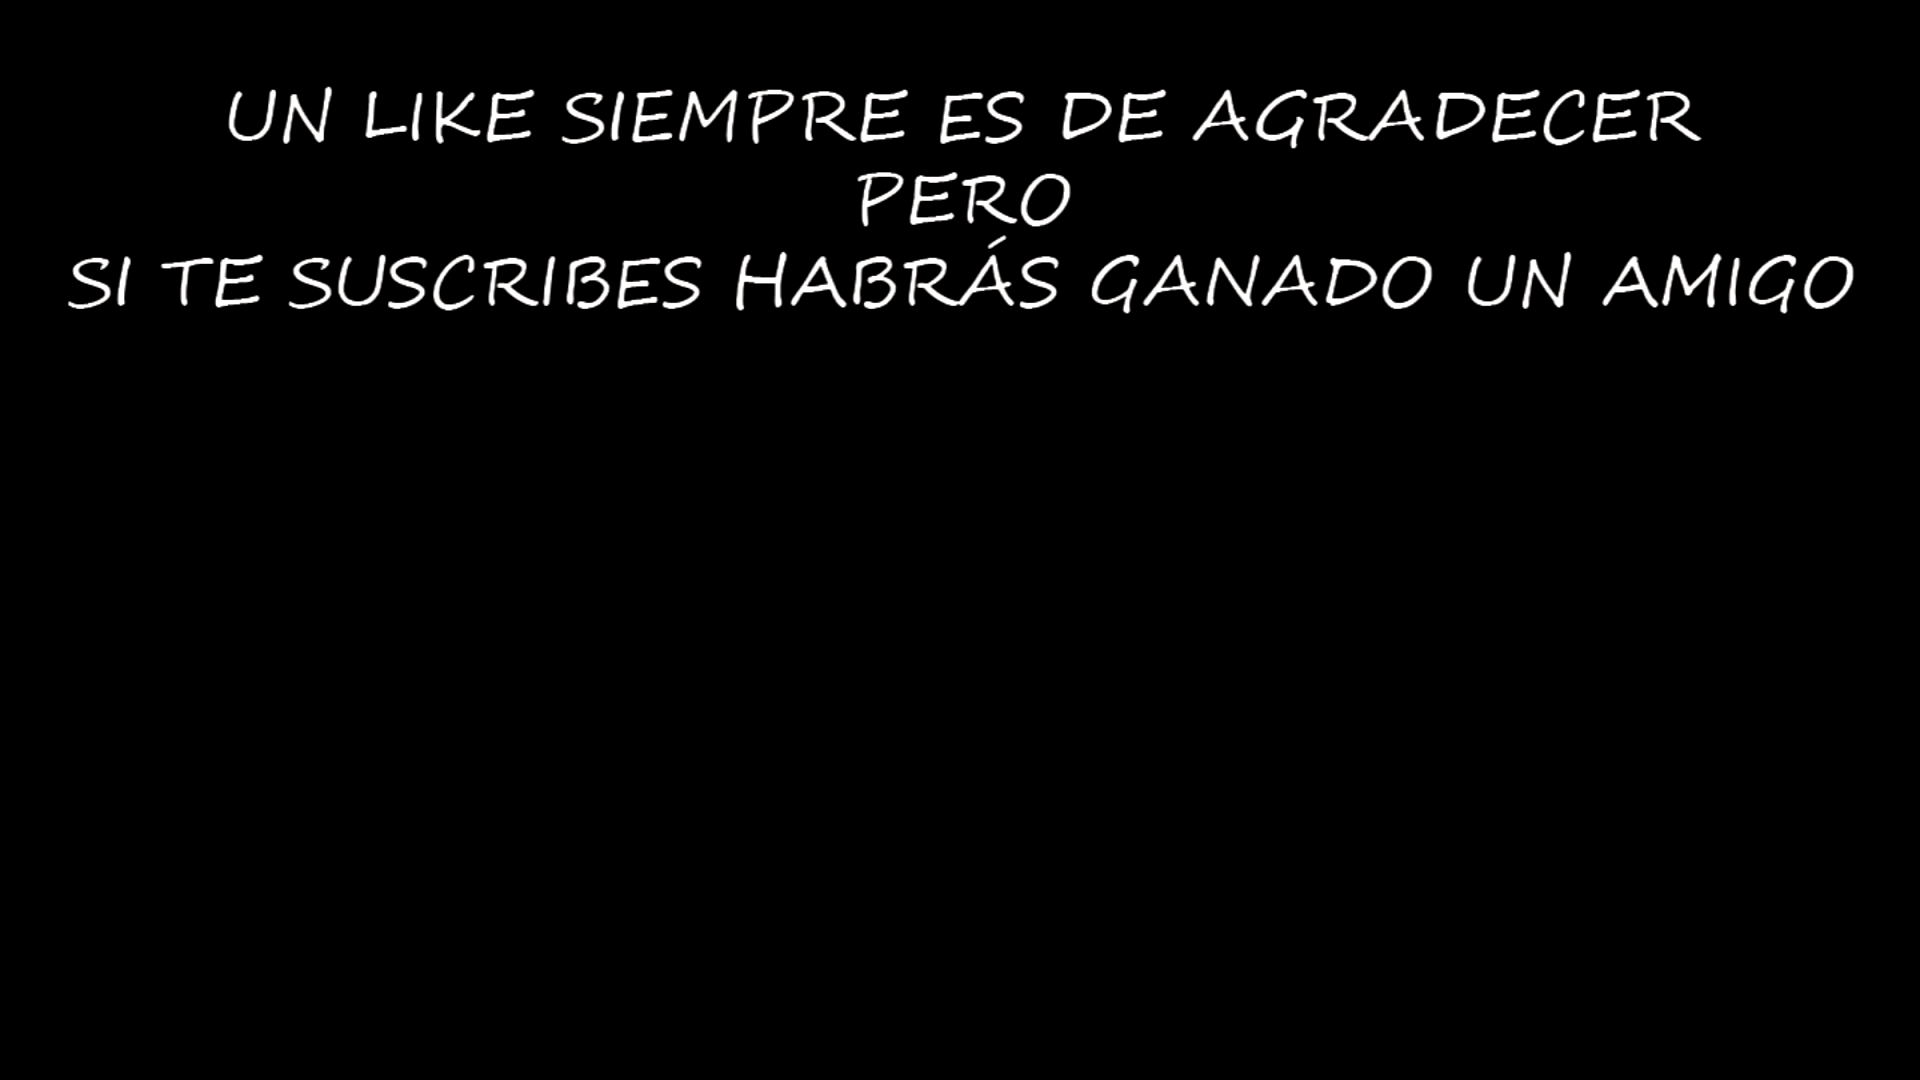 UN LIKE SIEMPRE ES DE AGRADECER
PERO
SI TE SUSCRIBES HABRÁS GANADO UN AMIGO